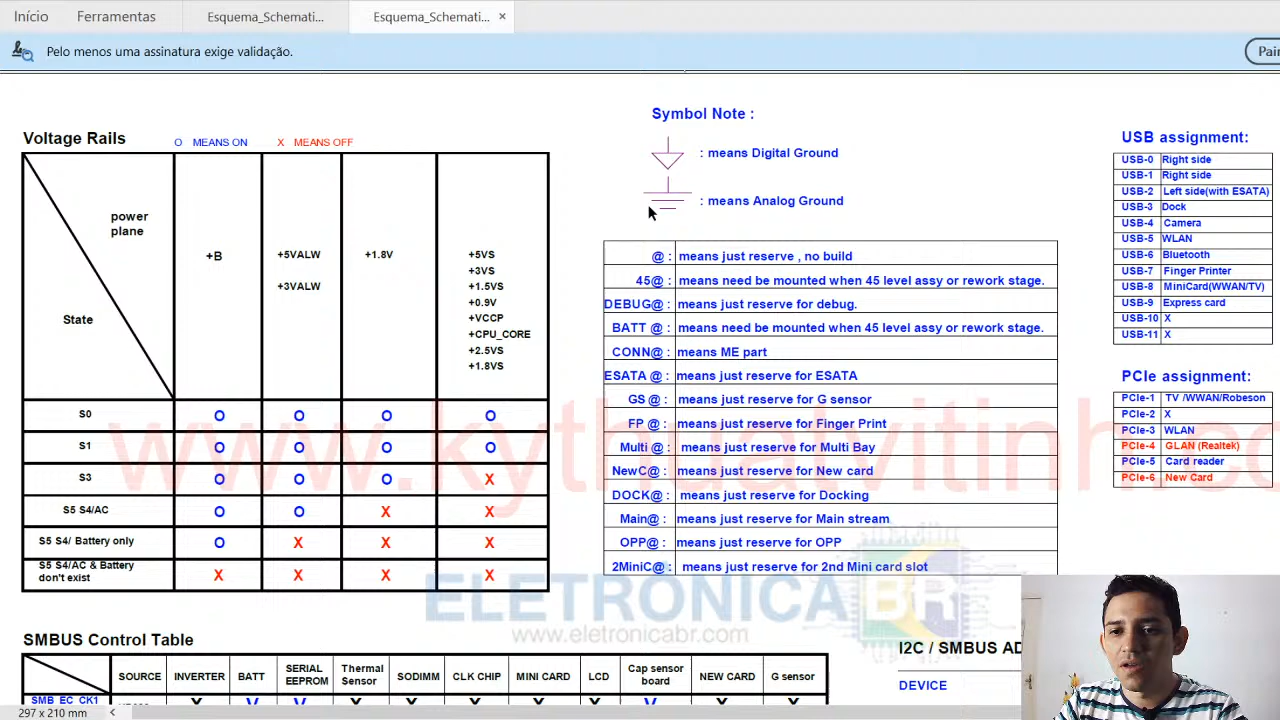 Início Ferramentas Esquema_Schemati... Esquema_Schemati... ×
Pelo menos uma assinatura exige validação.
Voltage Rails O MEANS ON X MEANS OFF
power
plane
State
+B
+5VALW
+3VALW
+1.8V
+5VS
+3VS
+1.5VS
+0.9V
+VCCP
+CPU_CORE
+2.5VS
+1.8VS
S0 O O O O
S1 O O O O
S3 O O O X
S5 S4/AC O O X X
S5 S4/ Battery only O X X X
S5 S4/AC & Battery
don't exist X X X X
Symbol Note :
: means Digital Ground
: means Analog Ground
@ : means just reserve , no build
45@ : means need be mounted when 45 level assy or rework stage.
DEBUG@ : means just reserve for debug.
BATT @ : means need be mounted when 45 level assy or rework stage.
CONN@ : means ME part
ESATA @ : means just reserve for ESATA
GS @ : means just reserve for G sensor
FP @ : means just reserve for Finger Print
Multi @ : means just reserve for Multi Bay
NewC@ : means just reserve for New card
DOCK@ : means just reserve for Docking
Main@ : means just reserve for Main stream
OPP@ : means just reserve for OPP
2MiniC@ : means just reserve for 2nd Mini card slot
USB assignment:
USB-0 Right side
USB-1 Right side
USB-2 Left side(with ESATA)
USB-3 Dock
USB-4 Camera
USB-5 WLAN
USB-6 Bluetooth
USB-7 Finger Printer
USB-8 MiniCard(WWAN/TV)
USB-9 Express card
USB-10 X
USB-11 X
PCIe assignment:
PCIe-1 TV /WWAN/Robeson
PCIe-2 X
PCIe-3 WLAN
PCIe-4 GLAN (Realtek)
PCIe-5 Card reader
PCIe-6 New Card
www.kythuatvitinh.co
ELETRONICA BR
www.eletronicabr.com
SMBUS Control Table
SOURCE INVERTER BATT SERIAL EEPROM Thermal Sensor SODIMM CLK CHIP MINI CARD LCD Cap sensor board NEW CARD G sensor
SMB_EC_CK1
I2C / SMBUS AD
DEVICE
297 x 210 mm